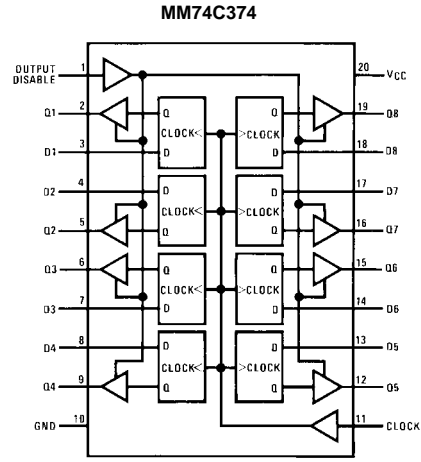 MM74C374
OUTPUT
DISABLE
1
20
VCC
Q1
2
Q
CLOCK<
D
Q
>CLOCK
D
19
Q8
D1
3
18
D8
D2
4
D
CLOCK<
Q
D
>CLOCK
Q
17
D7
Q2
5
16
Q7
Q3
6
Q
CLOCK<
D
Q
>CLOCK
D
15
Q6
D3
7
14
D6
D4
8
D
CLOCK<
Q
D
>CLOCK
Q
13
D5
Q4
9
12
Q5
GND
10
11
CLOCK